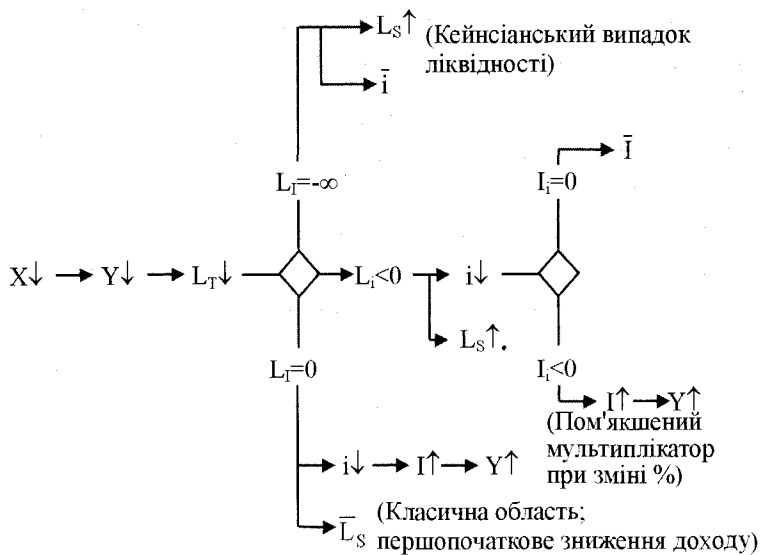 L_S↑ (Кейнсіанський випадок
ліквідності)
i̅
I̅
L_I=-∞
I_i=0
X↓ → Y↓ → L_T↓ → L_i<0 → i↓
L_S↑.
L_I=0
I_i<0
I↑→Y↑
(Пом'якшений
мультиплікатор
при зміні %)
i↓ → I↑→Y↑
L̅_S (Класична область;
першопочаткове зниження доходу)